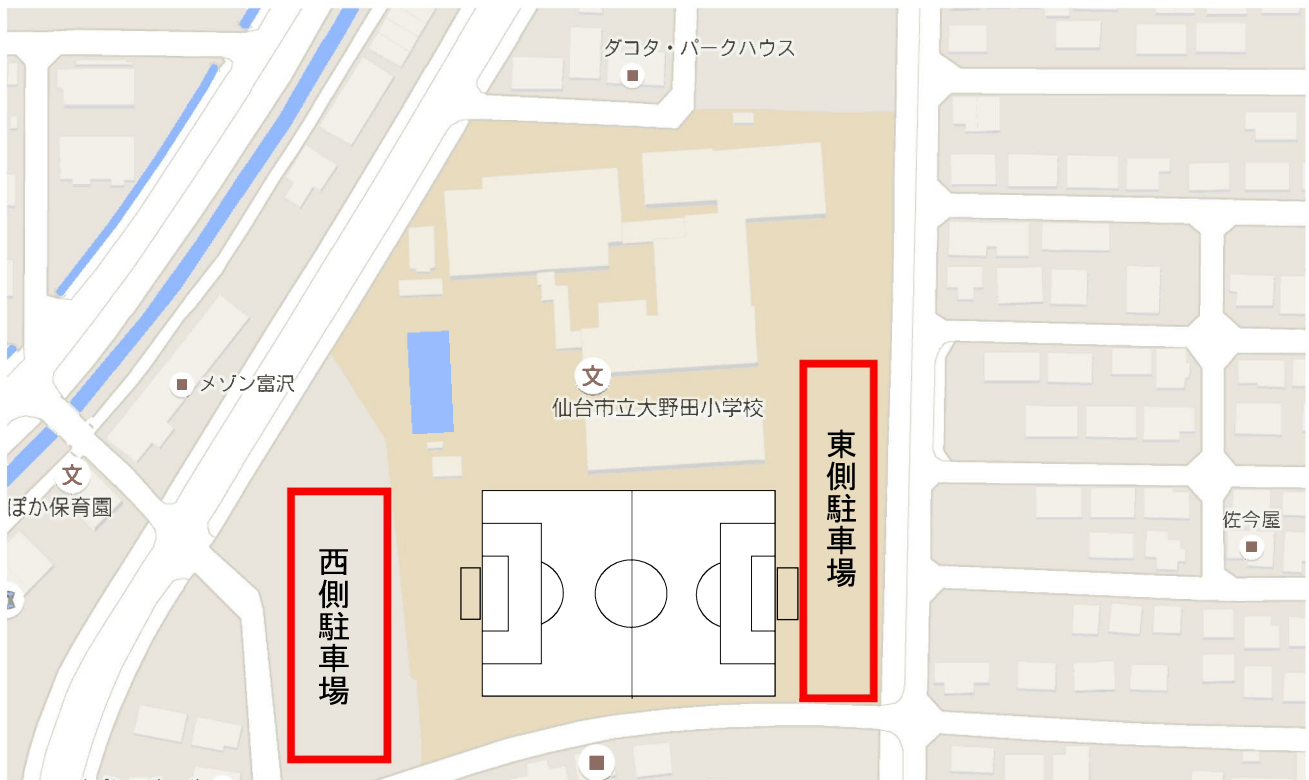 ダコタ・パークハウス
メゾン富沢
文
仙台市立大野田小学校
東側駐車場
文
ぽか保育園
佐今屋
西側駐車場